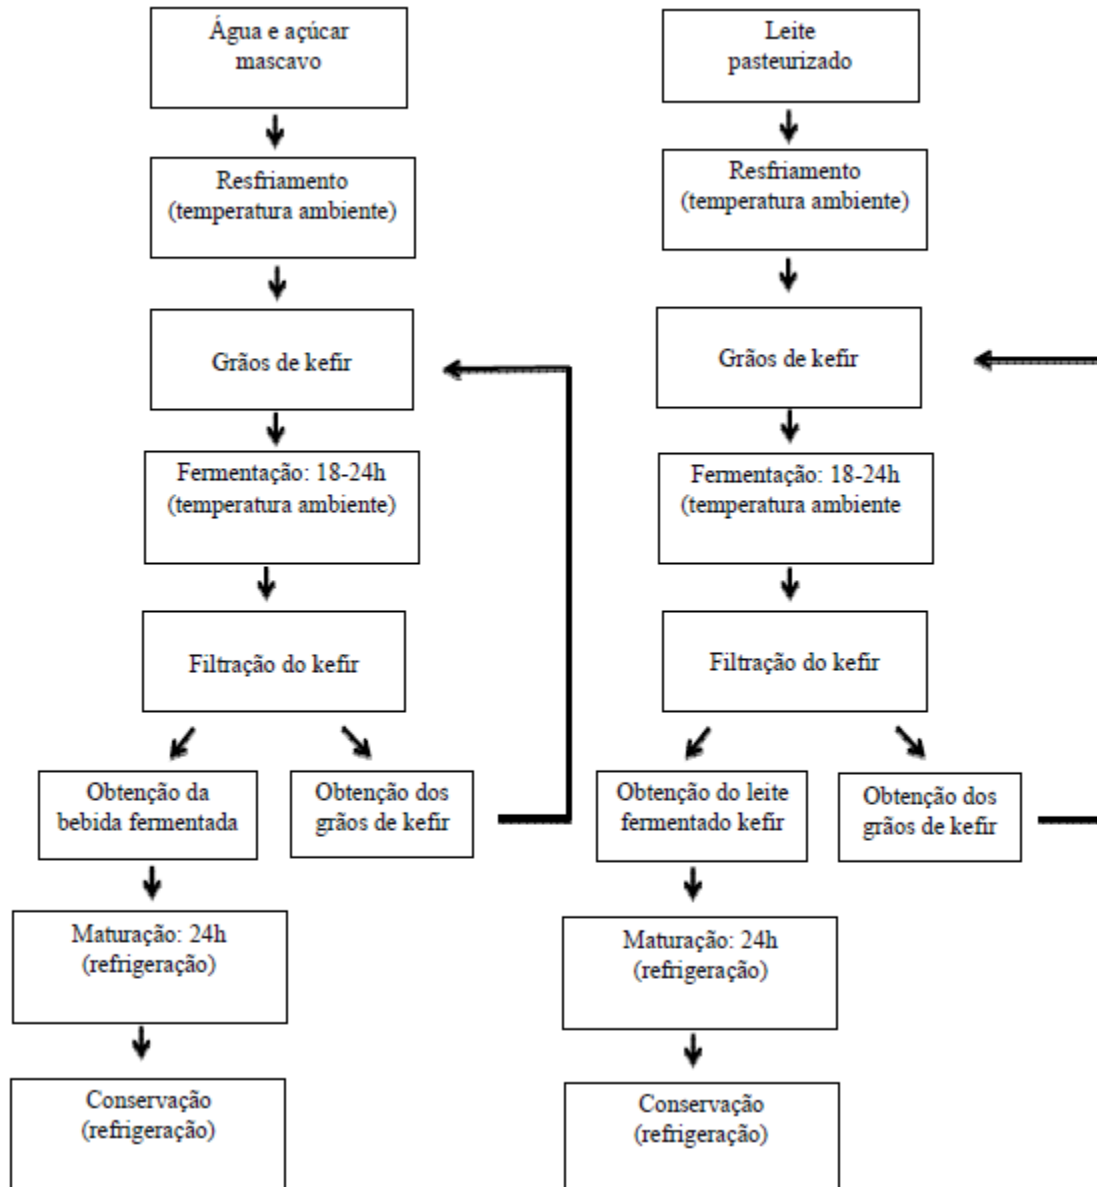 Água e açúcar
mascavo
Resfriamento
(temperatura ambiente)
Grãos de kefir
Fermentação: 18-24h
(temperatura ambiente)
Filtração do kefir
Obtenção da
bebida fermentada
Obtenção dos
grãos de kefir
Maturação: 24h
(refrigeração)
Conservação
(refrigeração)
Leite
pasteurizado
Resfriamento
(temperatura ambiente)
Grãos de kefir
Fermentação: 18-24h
(temperatura ambiente
Filtração do kefir
Obtenção do leite
fermentado kefir
Obtenção dos
grãos de kefir
Maturação: 24h
(refrigeração)
Conservação
(refrigeração)